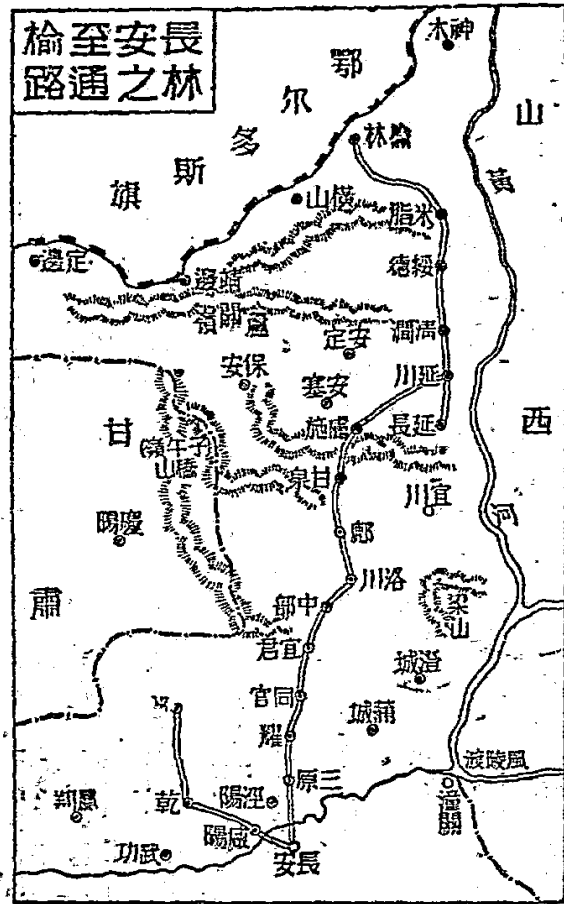 長安至榆
林之通路
神木
鄂尔多斯旗
山西
黃河
榆林
橫山
米脂
定邊
靖邊
綏德
蘆關嶺
清澗
安定
延川
保安
安塞
延長
膚施
甘肅
子午嶺
(橋山)
甘泉
宜川
慶陽
鄜
洛川
梁山
中部
宜君
澄城
同官
蒲城
耀
風陵渡
三原
潼關
涇陽
乾
鳳翔
咸陽
長安
武功